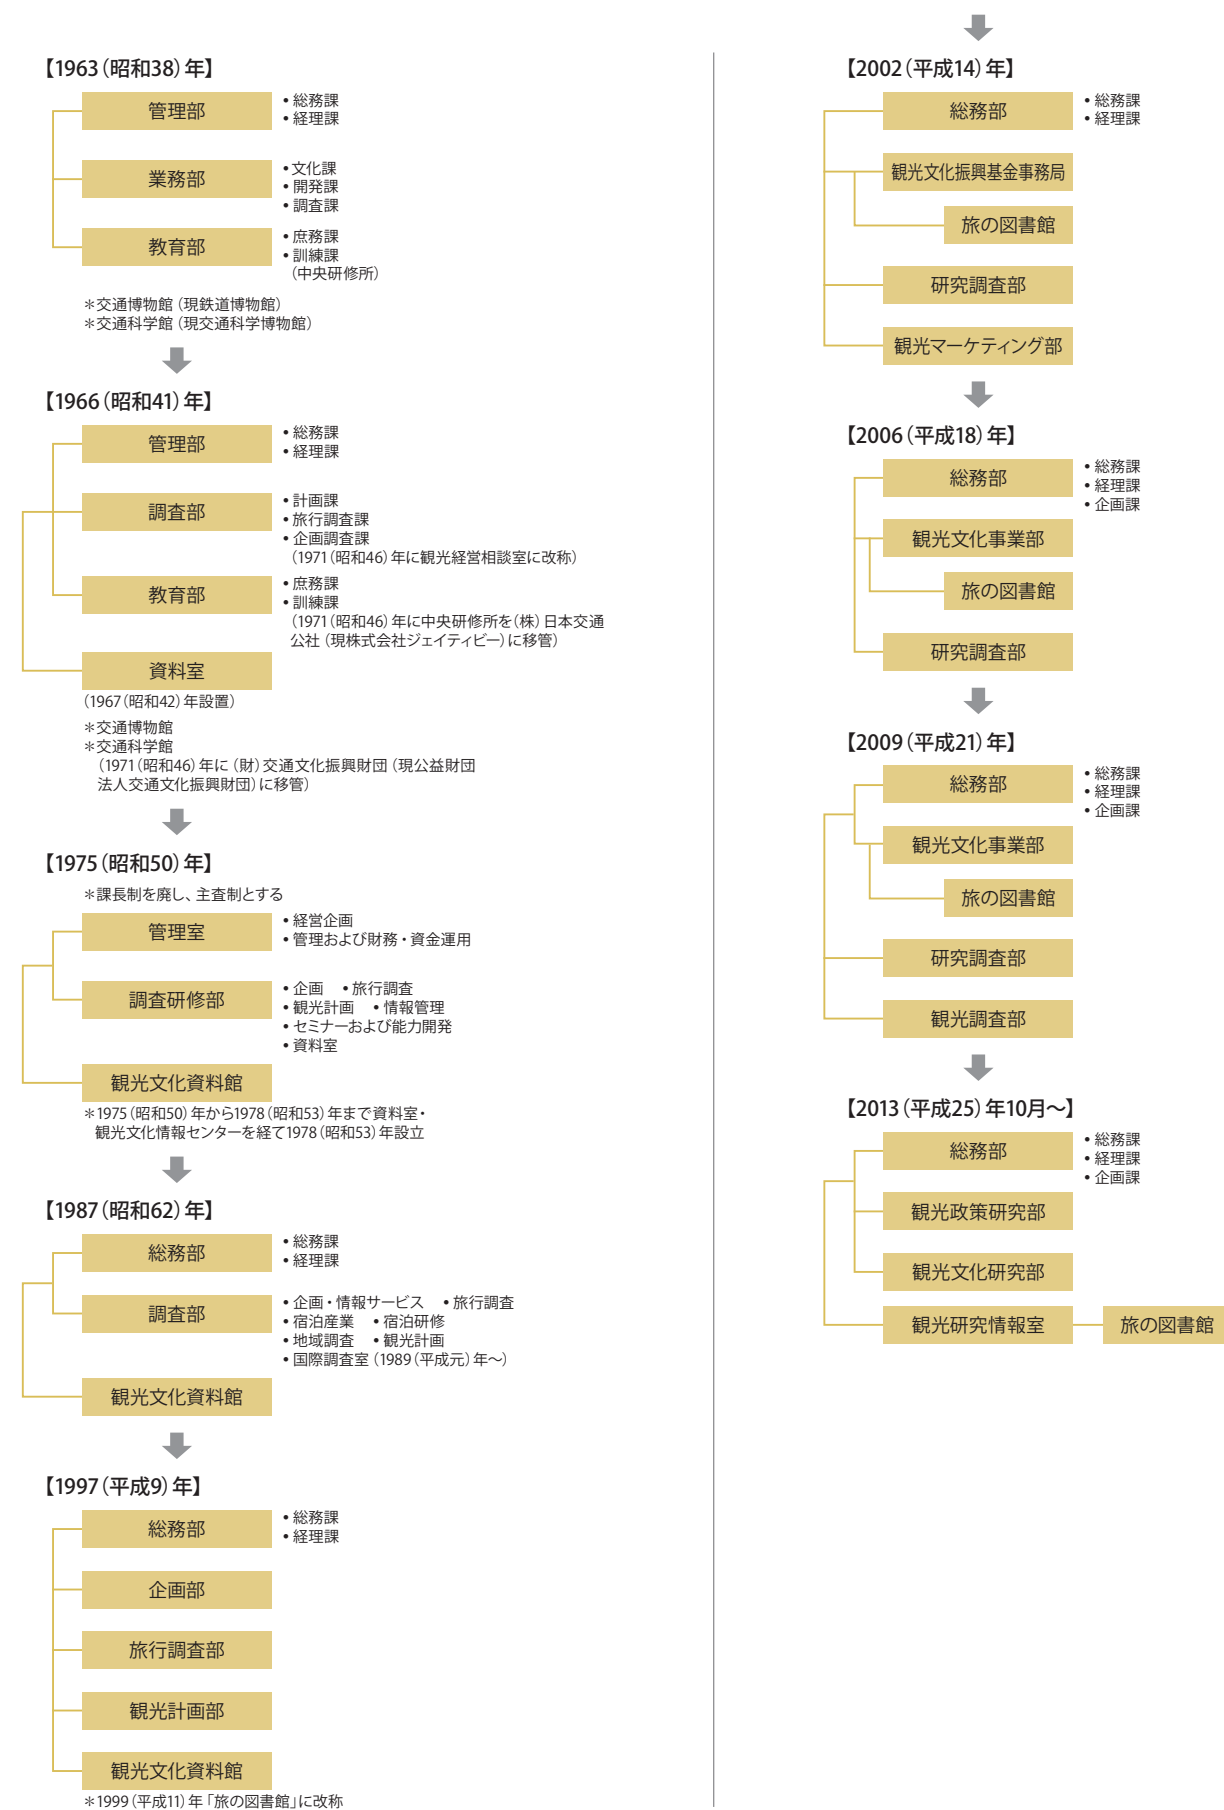 【1963（昭和38）年】
管理部
• 総務課
• 経理課
業務部
• 文化課
• 開発課
• 調査課
教育部
• 庶務課
• 訓練課
（中央研修所）
＊交通博物館（現鉄道博物館）
＊交通科学館（現交通科学博物館）
【1966（昭和41）年】
管理部
• 総務課
• 経理課
調査部
• 計画課
• 旅行調査課
• 企画調査課
（1971（昭和46）年に観光経営相談室に改称）
教育部
• 庶務課
• 訓練課
（1971（昭和46）年に中央研修所を（株）日本交通
公社（現株式会社ジェイティビー）に移管）
資料室
（1967（昭和42）年設置）
＊交通博物館
＊交通科学館
（1971（昭和46）年に（財）交通文化振興財団（現公益財団
法人交通文化振興財団）に移管）
【1975（昭和50）年】
＊課長制を廃し、主査制とする
管理室
• 経営企画
• 管理および財務・資金運用
調査研修部
• 企画　• 旅行調査
• 観光計画　• 情報管理
• セミナーおよび能力開発
• 資料室
観光文化資料館
＊1975（昭和50）年から1978（昭和53）年まで資料室・
観光文化情報センターを経て1978（昭和53）年設立
【1987（昭和62）年】
総務部
• 総務課
• 経理課
調査部
• 企画・情報サービス　• 旅行調査
• 宿泊産業　• 宿泊研修
• 地域調査　• 観光計画
• 国際調査室（1989（平成元）年〜）
観光文化資料館
【1997（平成9）年】
総務部
• 総務課
• 経理課
企画部
旅行調査部
観光計画部
観光文化資料館
＊1999（平成11）年「旅の図書館」に改称
【2002（平成14）年】
総務部
• 総務課
• 経理課
観光文化振興基金事務局
旅の図書館
研究調査部
観光マーケティング部
【2006（平成18）年】
総務部
• 総務課
• 経理課
• 企画課
観光文化事業部
旅の図書館
研究調査部
【2009（平成21）年】
総務部
• 総務課
• 経理課
• 企画課
観光文化事業部
旅の図書館
研究調査部
観光調査部
【2013（平成25）年10月〜】
総務部
• 総務課
• 経理課
• 企画課
観光政策研究部
観光文化研究部
観光研究情報室
旅の図書館